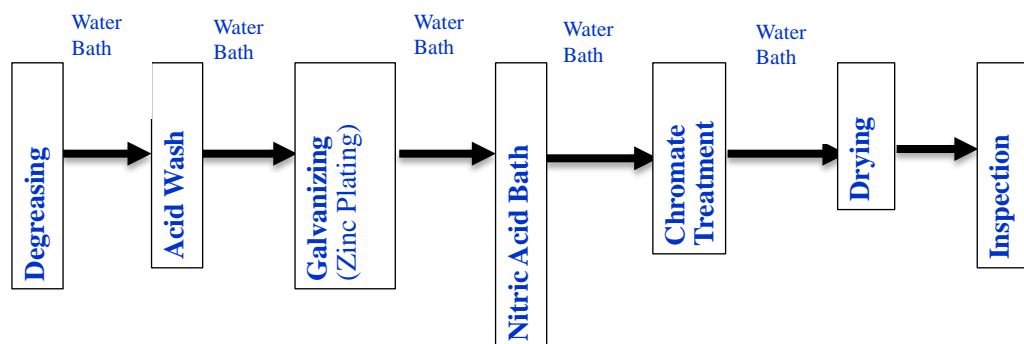 Water
Bath
Water
Bath
Water
Bath
Water
Bath
Water
Bath
Degreasing
Acid Wash
Galvanizing
(Zinc Plating)
Nitric Acid Bath
Chromate
Treatment
Drying
Inspection